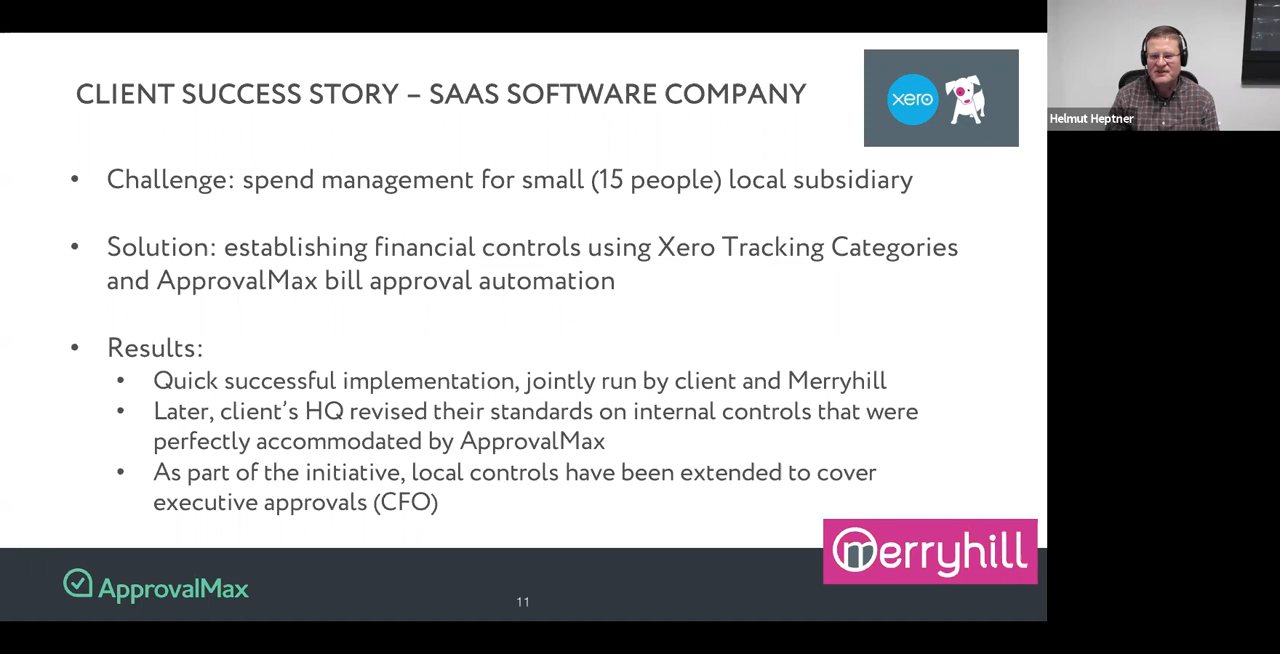 CLIENT SUCCESS STORY – SAAS SOFTWARE COMPANY
xero
Helmut Heptner
• Challenge: spend management for small (15 people) local subsidiary
• Solution: establishing financial controls using Xero Tracking Categories
and ApprovalMax bill approval automation
• Results:
• Quick successful implementation, jointly run by client and Merryhill
• Later, client's HQ revised their standards on internal controls that were
perfectly accommodated by ApprovalMax
• As part of the initiative, local controls have been extended to cover
executive approvals (CFO)
merryhill
ApprovalMax
11